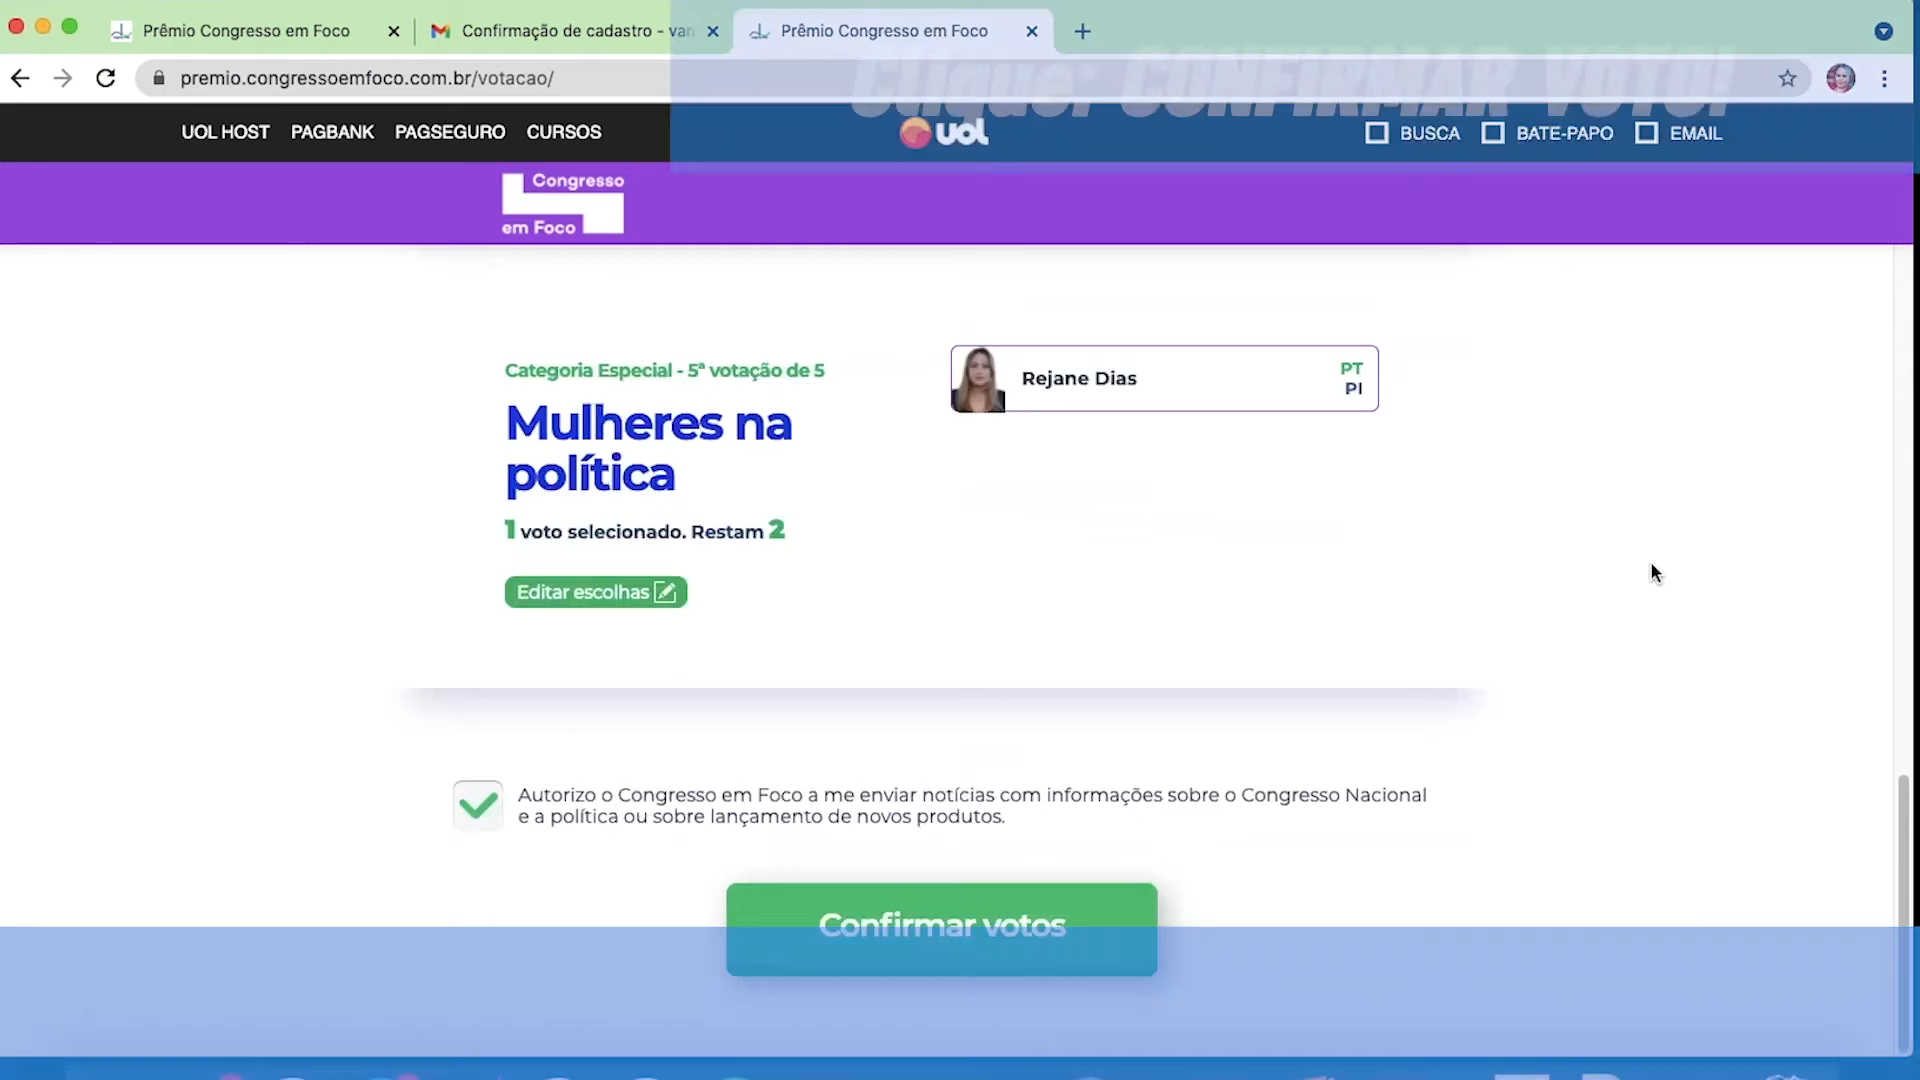 Prêmio Congresso em Foco
Confirmação de cadastro - van
Prêmio Congresso em Foco
Clique: CONFIRMAR VOTO!
premio.congressoemfoco.com.br/votacao/
UOL HOST PAGBANK PAGSEGURO CURSOS
UOL
BUSCA BATE-PAPO EMAIL
Congresso
em Foco
Categoria Especial - 5ª votação de 5
Mulheres na
política
1 voto selecionado. Restam 2
Editar escolhas
Rejane Dias
PT
PI
Autorizo o Congresso em Foco a me enviar notícias com informações sobre o Congresso Nacional
e a política ou sobre lançamento de novos produtos.
Confirmar votos